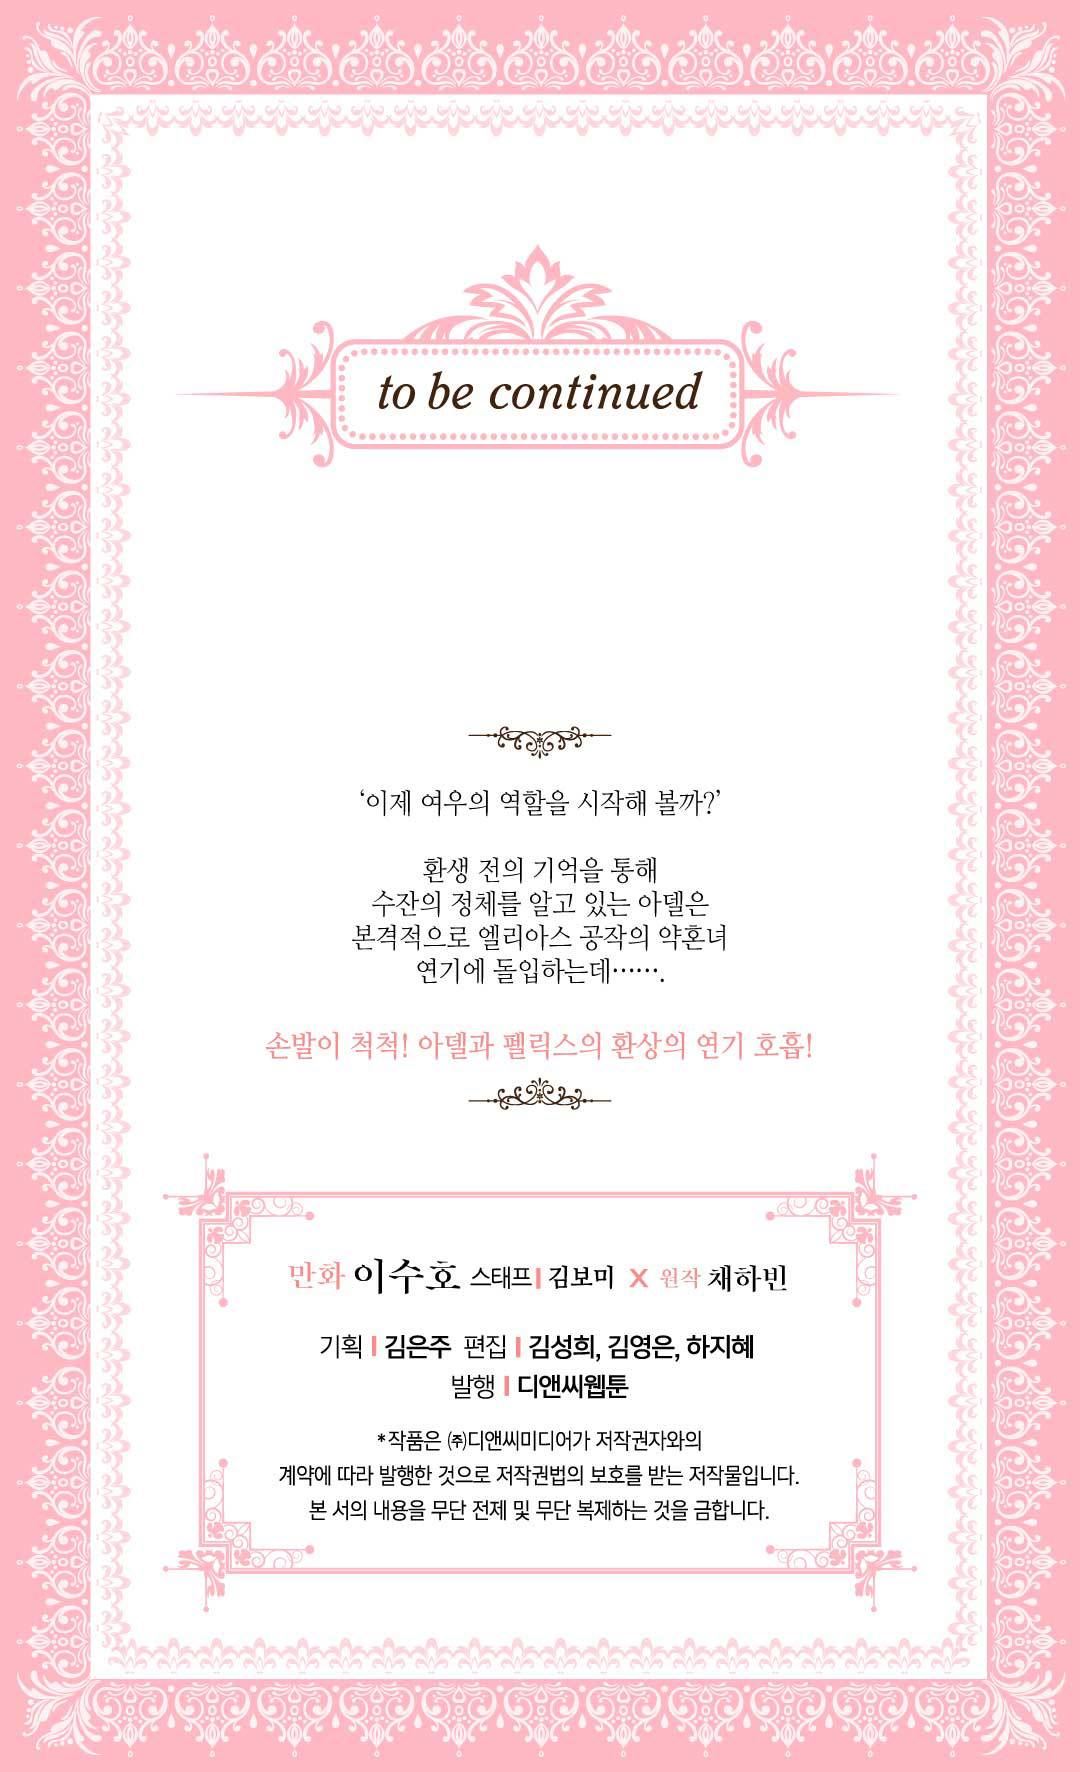 to be continued
‘이제 여우의 역할을 시작해 볼까?’
환생 전의 기억을 통해
수잔의 정체를 알고 있는 아델은
본격적으로 엘리아스 공작의 약혼녀
연기에 돌입하는데…….
손발이 척척! 아델과 펠릭스의 환상의 연기 호흡!
만화 이수호 스태프 | 김보미 X 원작 채하빈
기획 | 김은주 편집 | 김성희, 김영은, 하지혜
발행 | 디앤씨웹툰
*작품은 ㈜디앤씨미디어가 저작권자와의
계약에 따라 발행한 것으로 저작권법의 보호를 받는 저작물입니다.
본 서의 내용을 무단 전제 및 무단 복제하는 것을 금합니다.